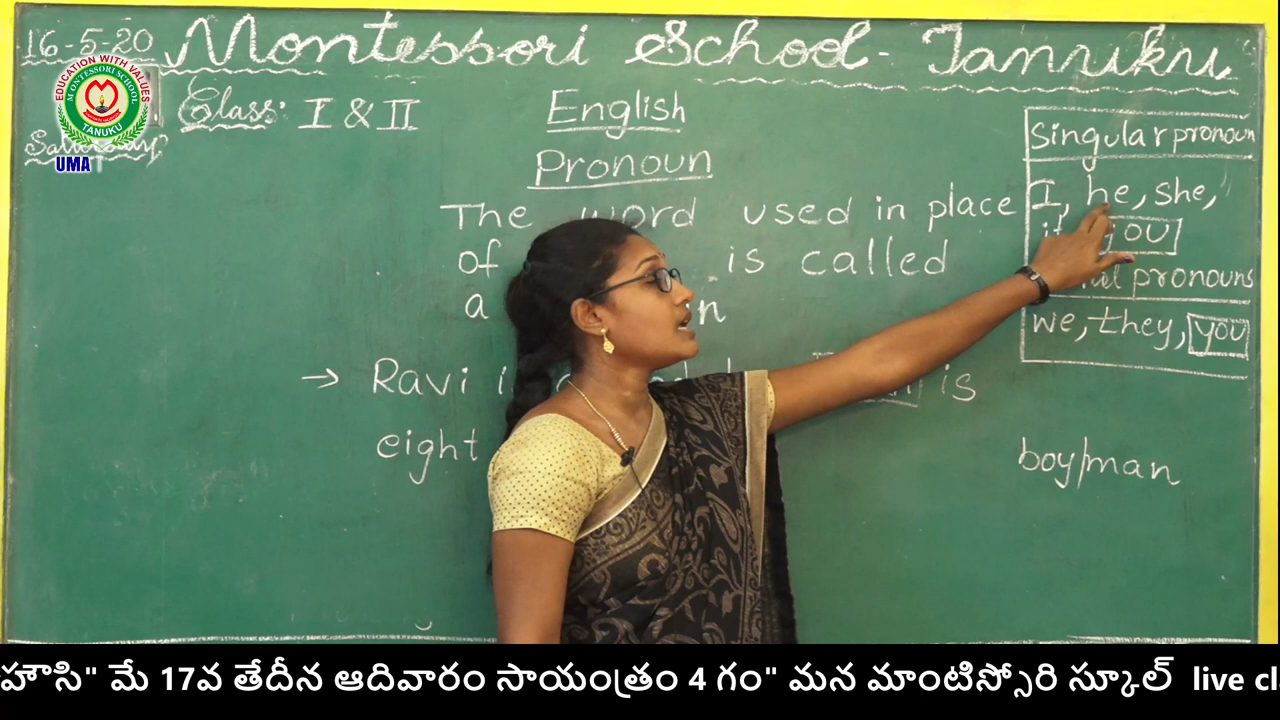 16-5-20 Montessori School - Tanuku
EDUCATION WITH VALUES
MONTESSORI SCHOOL
TANUKU
UMA
Class: I & II
English
Pronoun
The word used in place
of is called
a
→ Ravi is
eight
Singular pronoun
I, he, she,
it you
pronouns
we, they, you
boy/man
హాసి" మే 17వ తేదీన ఆదివారం సాయంత్రం 4 గం" మన మాంటిస్సోరి స్కూల్ live cl